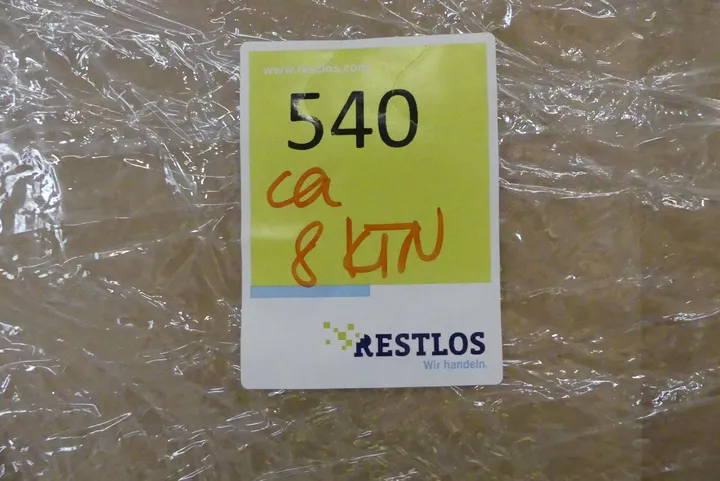 www.restlos.com
540
ca
8 KTN
RESTLOS
Wir handeln.